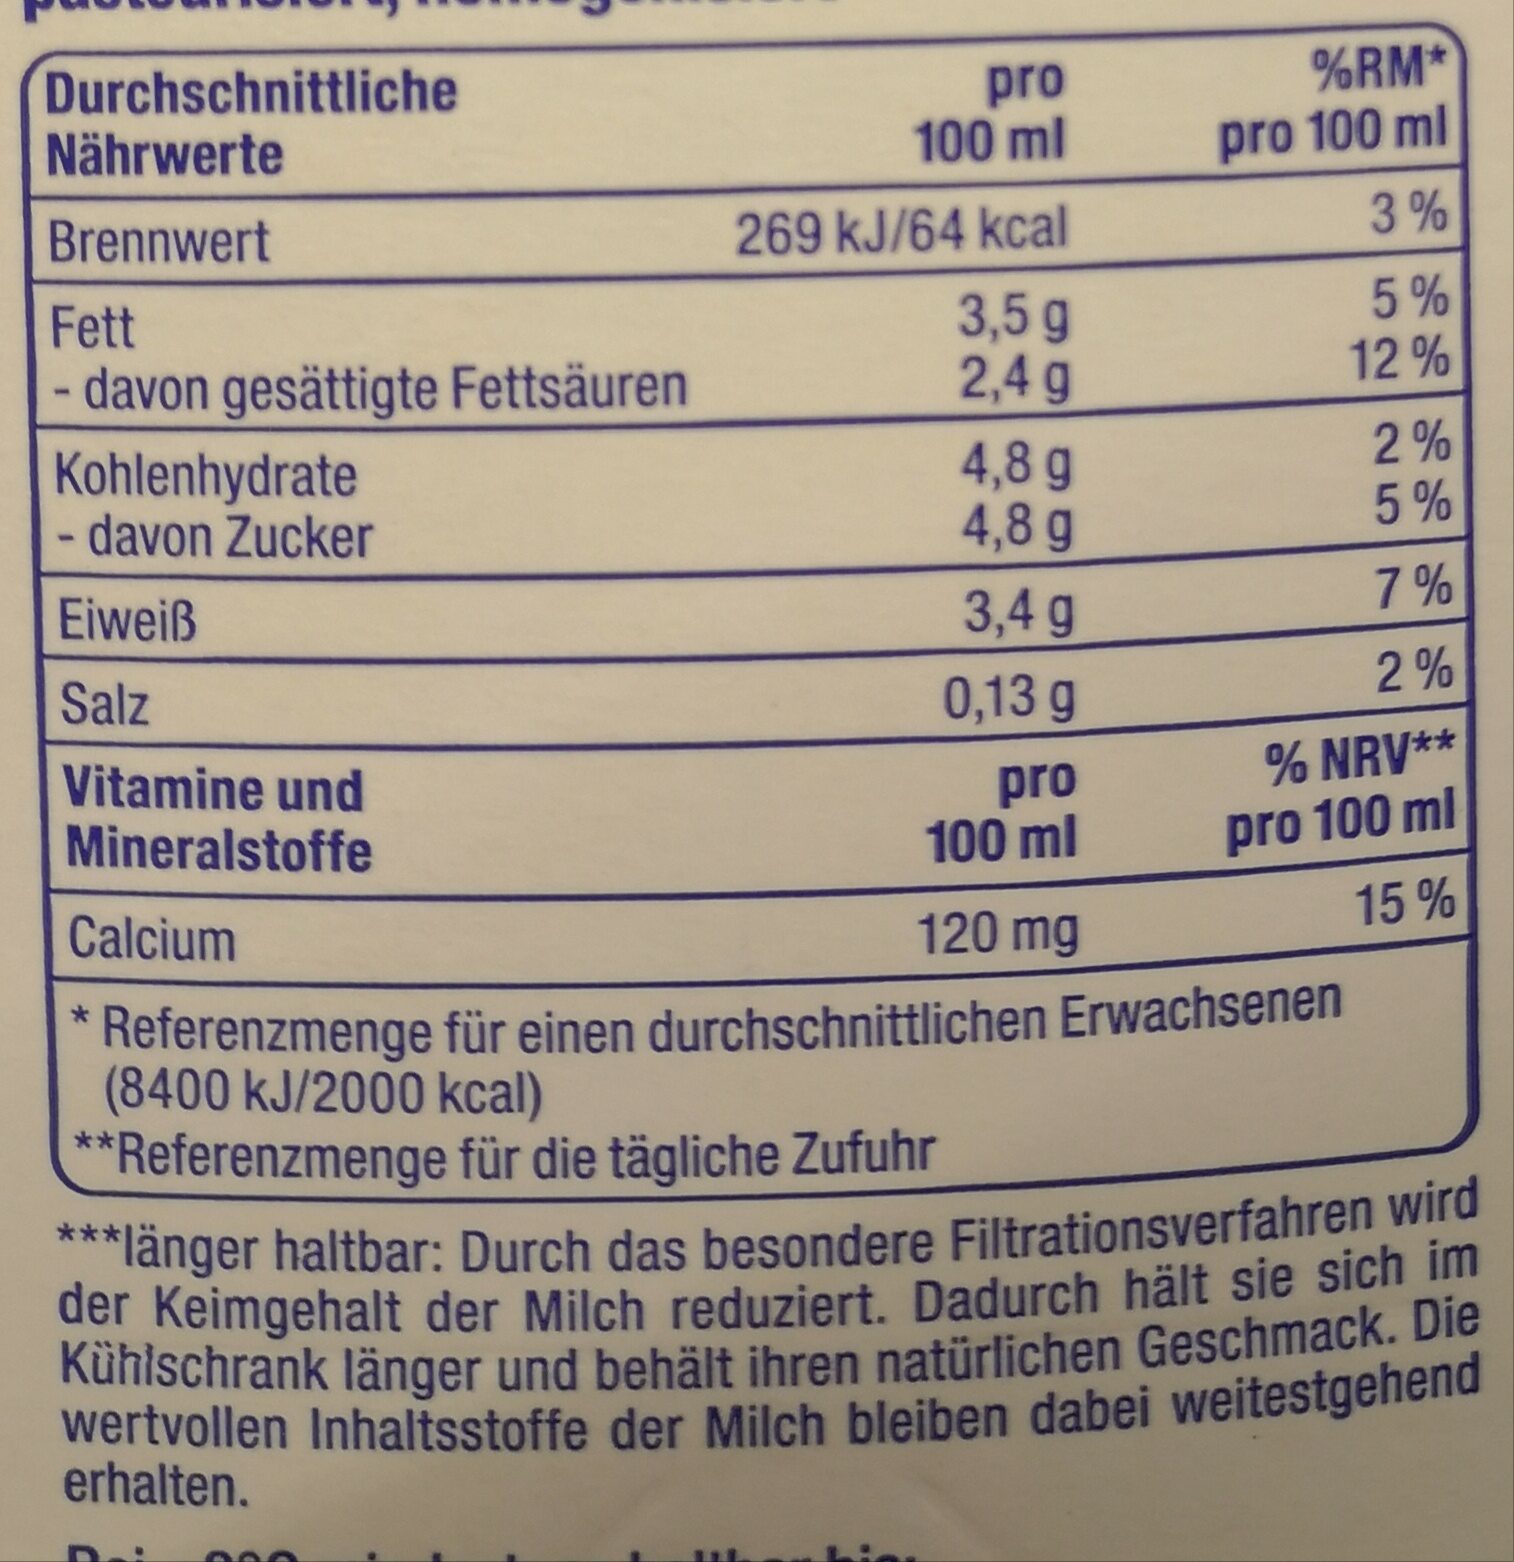 Durchschnittliche pro %RM*
Nährwerte 100 ml pro 100 ml
Brennwert 269 kJ/64 kcal 3 %
Fett 3,5 g 5 %
- davon gesättigte Fettsäuren 2,4 g 12 %
Kohlenhydrate 4,8 g 2 %
- davon Zucker 4,8 g 5 %
Eiweiß 3,4 g 7 %
Salz 0,13 g 2 %
Vitamine und pro % NRV**
Mineralstoffe 100 ml pro 100 ml
Calcium 120 mg 15 %
* Referenzmenge für einen durchschnittlichen Erwachsenen
(8400 kJ/2000 kcal)
**Referenzmenge für die tägliche Zufuhr
***länger haltbar: Durch das besondere Filtrationsverfahren wird
der Keimgehalt der Milch reduziert. Dadurch hält sie sich im
Kühlschrank länger und behält ihren natürlichen Geschmack. Die
wertvollen Inhaltsstoffe der Milch bleiben dabei weitestgehend
erhalten.